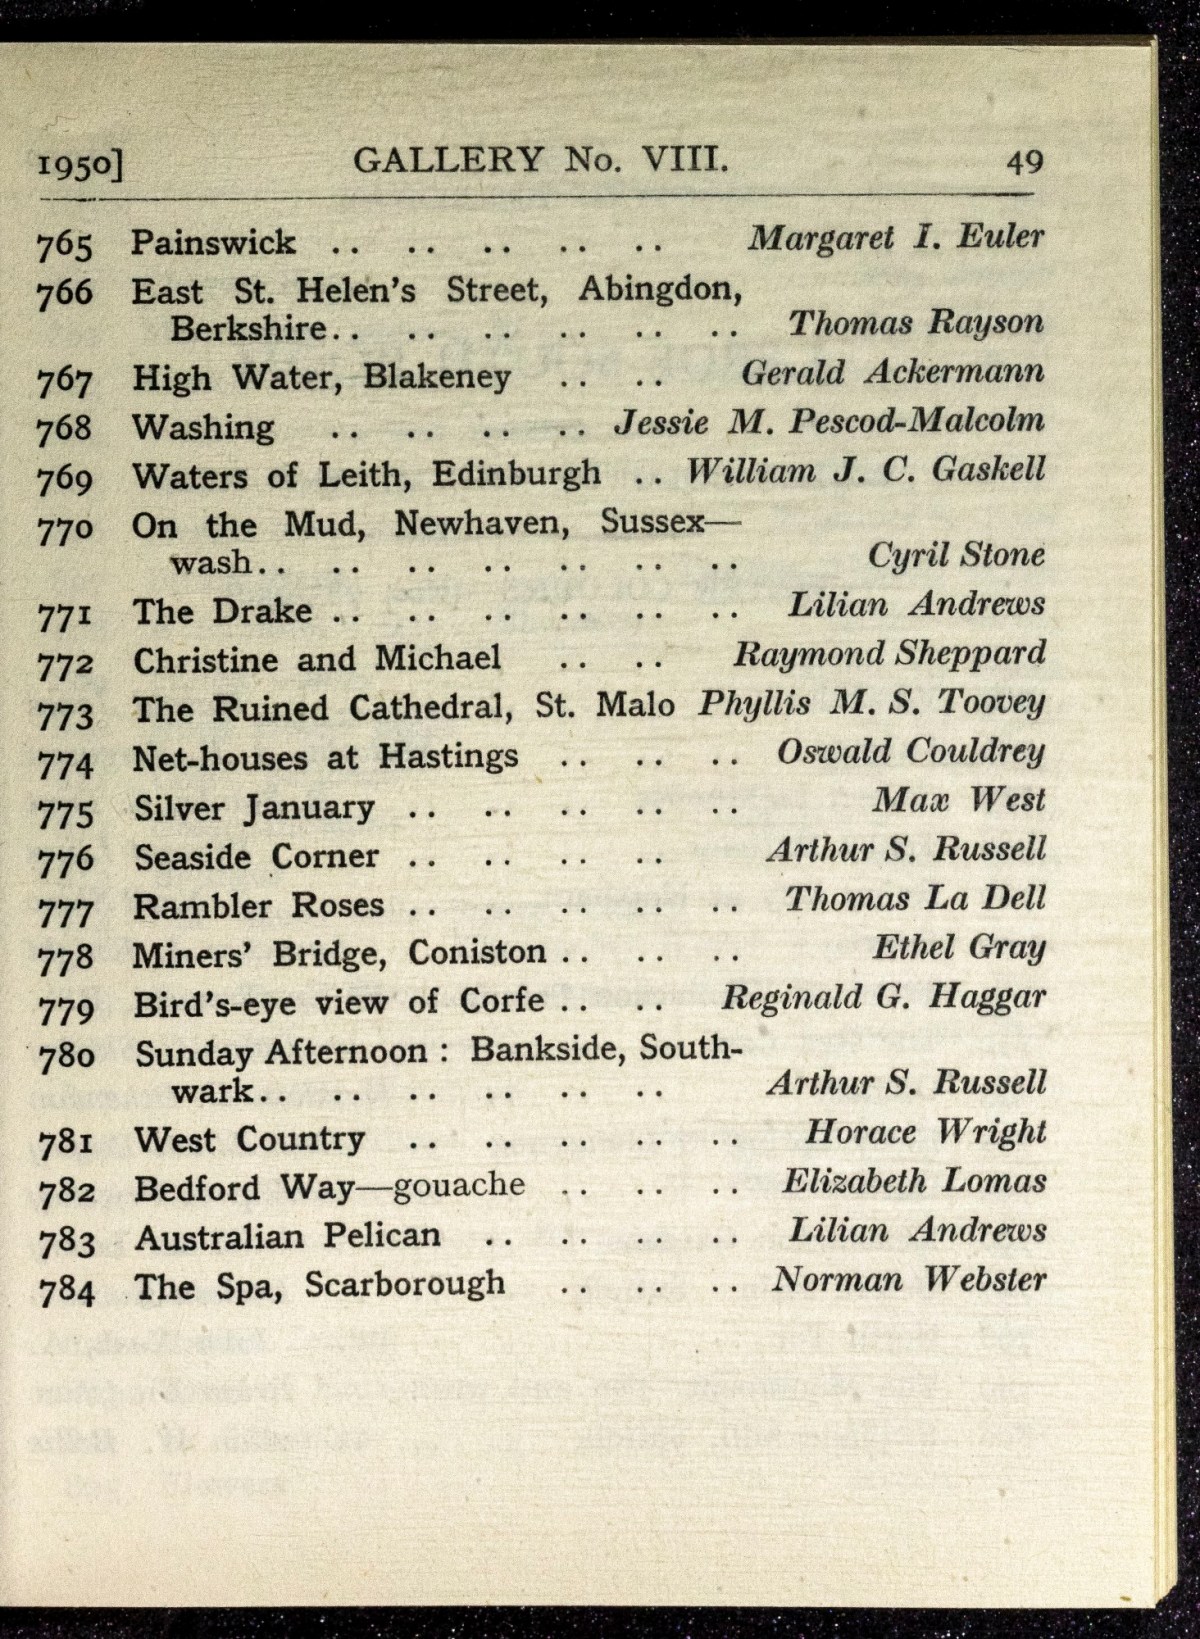 1950] GALLERY No. VIII. 49
765 Painswick .. .. .. .. .. Margaret I. Euler
766 East St. Helen's Street, Abingdon,
Berkshire.. .. .. .. .. .. Thomas Rayson
767 High Water, Blakeney .. .. Gerald Ackermann
768 Washing .. .. .. .. Jessie M. Pescod-Malcolm
769 Waters of Leith, Edinburgh .. William J. C. Gaskell
770 On the Mud, Newhaven, Sussex—
wash.. .. .. .. .. .. .. Cyril Stone
771 The Drake .. .. .. .. .. .. Lilian Andrews
772 Christine and Michael .. .. Raymond Sheppard
773 The Ruined Cathedral, St. Malo Phyllis M. S. Toovey
774 Net-houses at Hastings .. .. .. Oswald Couldrey
775 Silver January .. .. .. .. .. Max West
776 Seaside Corner .. .. .. .. Arthur S. Russell
777 Rambler Roses .. .. .. .. .. Thomas La Dell
778 Miners' Bridge, Coniston .. .. .. Ethel Gray
779 Bird's-eye view of Corfe .. .. Reginald G. Haggar
780 Sunday Afternoon : Bankside, South-
wark.. .. .. .. .. .. Arthur S. Russell
781 West Country .. .. .. .. .. Horace Wright
782 Bedford Way—gouache .. .. .. Elizabeth Lomas
783 Australian Pelican .. .. .. .. Lilian Andrews
784 The Spa, Scarborough .. .. .. Norman Webster